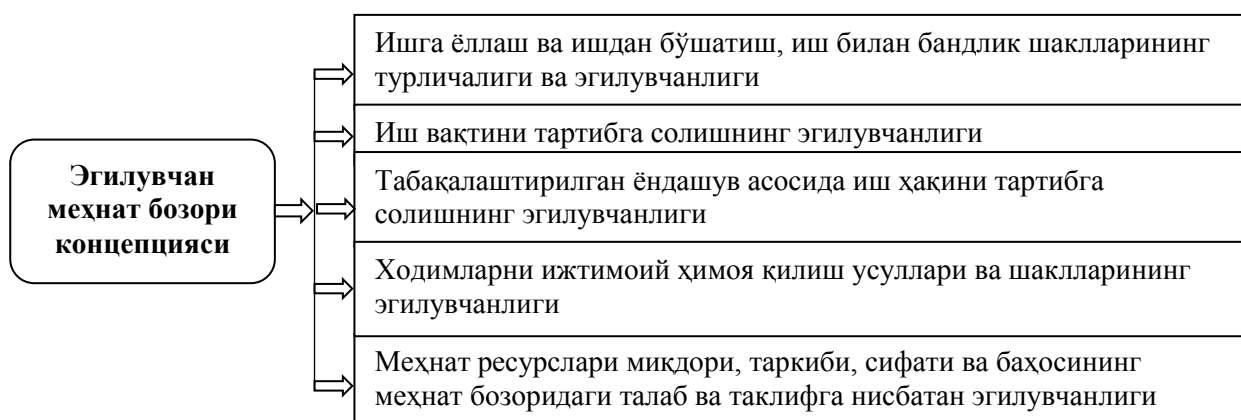 Эгилувчан
меҳнат бозори
концепцияси
Ишга ёллаш ва ишдан бўшатиш, иш билан бандлик шаклларининг
турличалиги ва эгилувчанлиги
Иш вақтини тартибга солишнинг эгилувчанлиги
Табақалаштирилган ёндашув асосида иш ҳақини тартибга
солишнинг эгилувчанлиги
Ходимларни ижтимоий ҳимоя қилиш усуллари ва шаклларининг
эгилувчанлиги
Меҳнат ресурслари миқдори, таркиби, сифати ва баҳосининг
меҳнат бозоридаги талаб ва таклифга нисбатан эгилувчанлиги